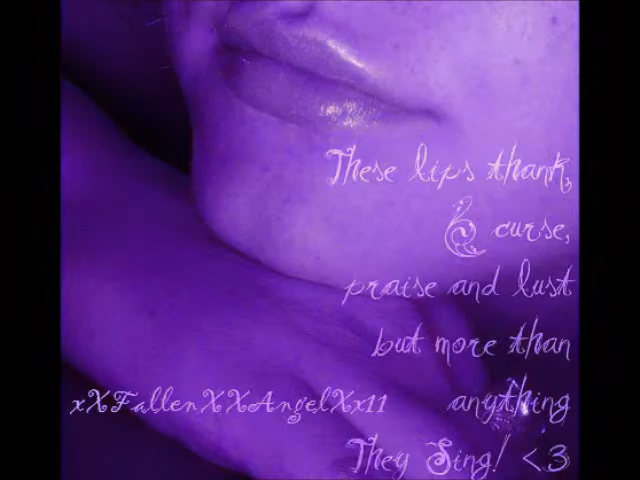 These lips thank,
& curse,
praise and lust
but more than
anything
They Sing! <3
xXFallenXXAngelXx11